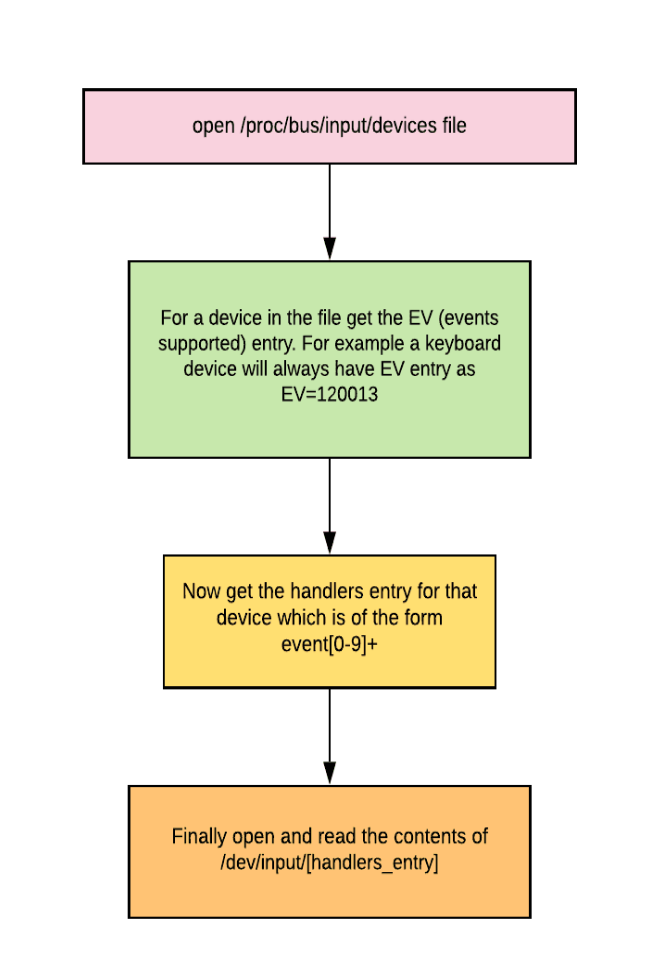 open /proc/bus/input/devices file
For a device in the file get the EV (events
supported) entry. For example a keyboard
device will always have EV entry as
EV=120013
Now get the handlers entry for that
device which is of the form
event[0-9]+
Finally open and read the contents of
/dev/input/[handlers_entry]